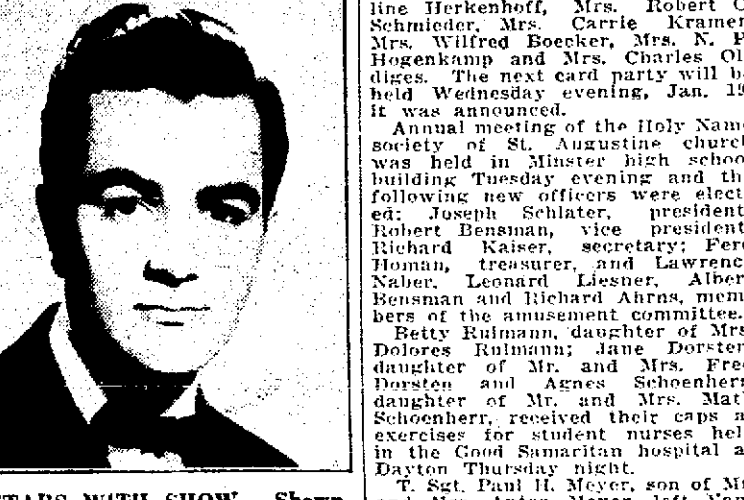 line Herkenhoff, Mrs. Robert C
Schmieder, Mrs. Carrie Kramer
Mrs. Wilfred Boecker, Mrs. N. P
Hogenkamp and Mrs. Charles Ol
diges. The next card party will b
held Wednesday evening, Jan. 19
it was announced.
Annual meeting of the Holy Name
society of St. Augustine church
was held in Minster high schoo
building Tuesday evening and th
following new officers were elect-
ed: Joseph Schlater, president
Robert Bensman, vice president
Richard Kaiser, secretary; Ferd
Homan, treasurer, and Lawrenc
Naber, Leonard Liesner, Alber
Bensman and Richard Ahrns, mem
bers of the amusement committee.
Betty Rulmann, daughter of Mrs
Dolores Rulmann; Jane Dorsten
daughter of Mr. and Mrs. Fred
Dorsten and Agnes Schoenherr
daughter of Mr. and Mrs. Math
Schoenherr, received their caps a
exercises for student nurses hel
in the Good Samaritan hospital a
Dayton Thursday night.
T. Sgt. Paul H. Meyer, son of Mr
WITH SHOW Shown